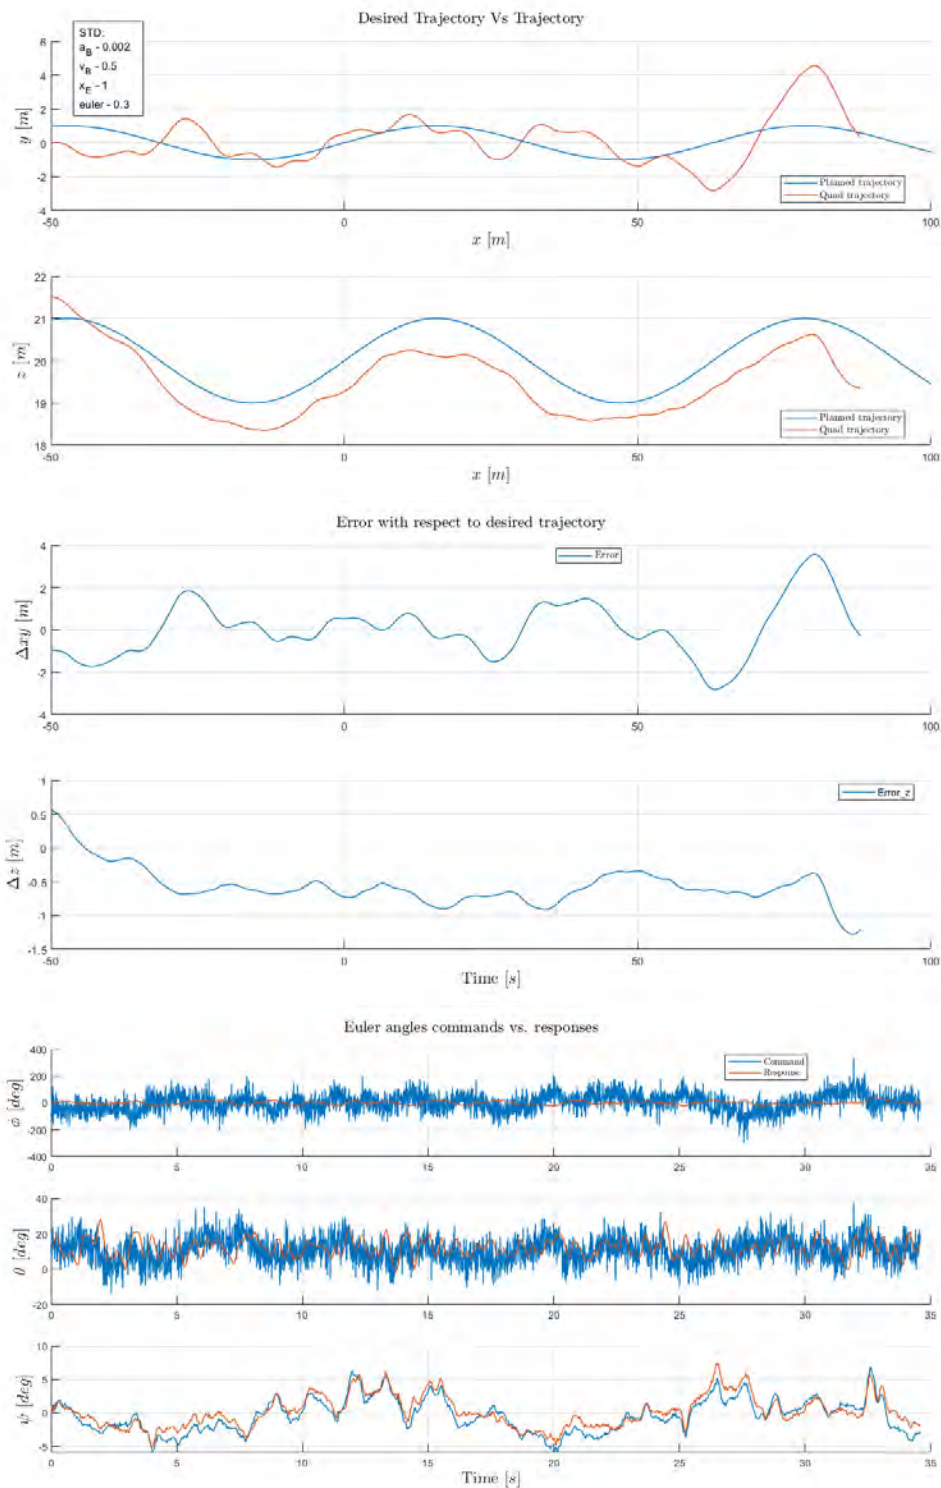 Desired Trajectory Vs Trajectory
STD:
a_B - 0.002
v_B - 0.5
x_E - 1
euler - 0.3
6
4
2
0
-2
-4
y [m]
-50
0
50
100
x [m]
Planned trajectory
Quad trajectory
22
21
20
19
18
z [m]
-50
0
50
100
x [m]
Planned trajectory
Quad trajectory
Error with respect to desired trajectory
4
2
0
-2
-4
Δxy [m]
Error
-50
0
50
100
1
0.5
0
-0.5
-1
-1.5
Δz [m]
Error_z
-50
0
50
100
Time [s]
Euler angles commands vs. responses
400
200
0
-200
-400
ϕ [deg]
Command
Response
0
5
10
15
20
25
30
35
40
20
0
-20
θ [deg]
0
5
10
15
20
25
30
35
10
5
0
-5
ψ [deg]
0
5
10
15
20
25
30
35
Time [s]